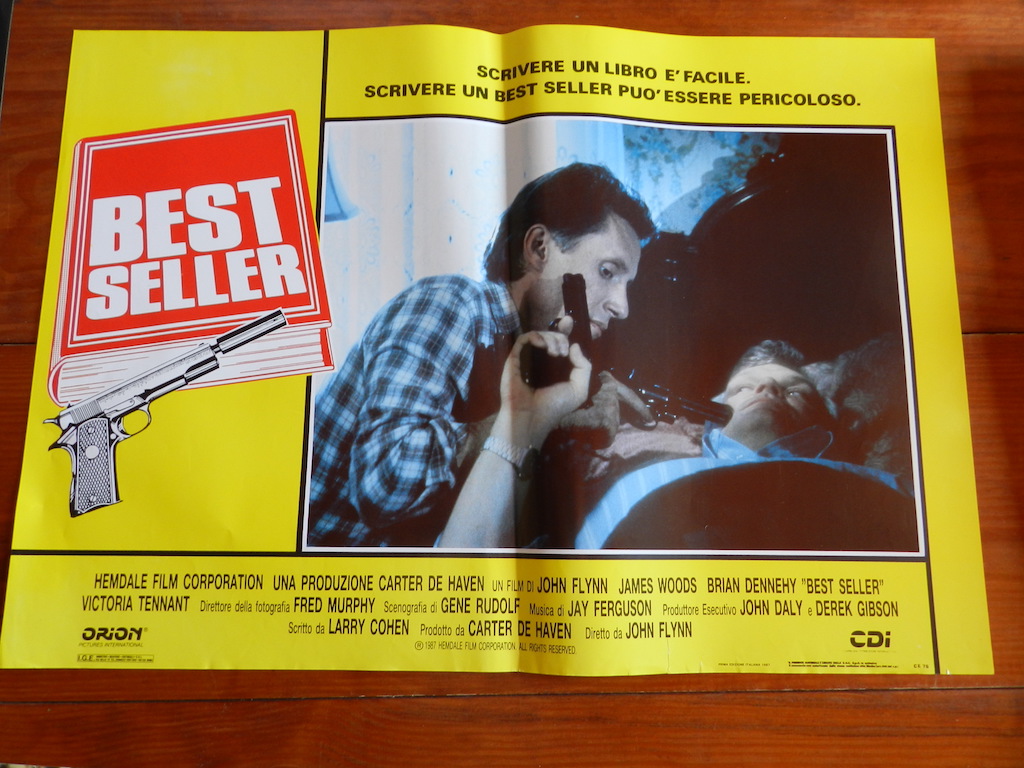 SCRIVERE UN LIBRO E' FACILE.
SCRIVERE UN BEST SELLER PUO' ESSERE PERICOLOSO.
BEST
SELLER
HEMDALE FILM CORPORATION UNA PRODUZIONE CARTER DE HAVEN UN FILM DI JOHN FLYNN JAMES WOODS BRIAN DENNEHY "BEST SELLER"
VICTORIA TENNANT Direttore della fotografia FRED MURPHY Scenografia di GENE RUDOLF Musica di JAY FERGUSON Produttore Esecutivo JOHN DALY e DEREK GIBSON
Scritto da LARRY COHEN Prodotto da CARTER DE HAVEN Diretto da JOHN FLYNN
℗ 1987 HEMDALE FILM CORPORATION. ALL RIGHTS RESERVED.
ORION
PICTURES INTERNATIONAL
I.G.E.
CDi
PRIMA EDIZIONE ITALIANA 1987